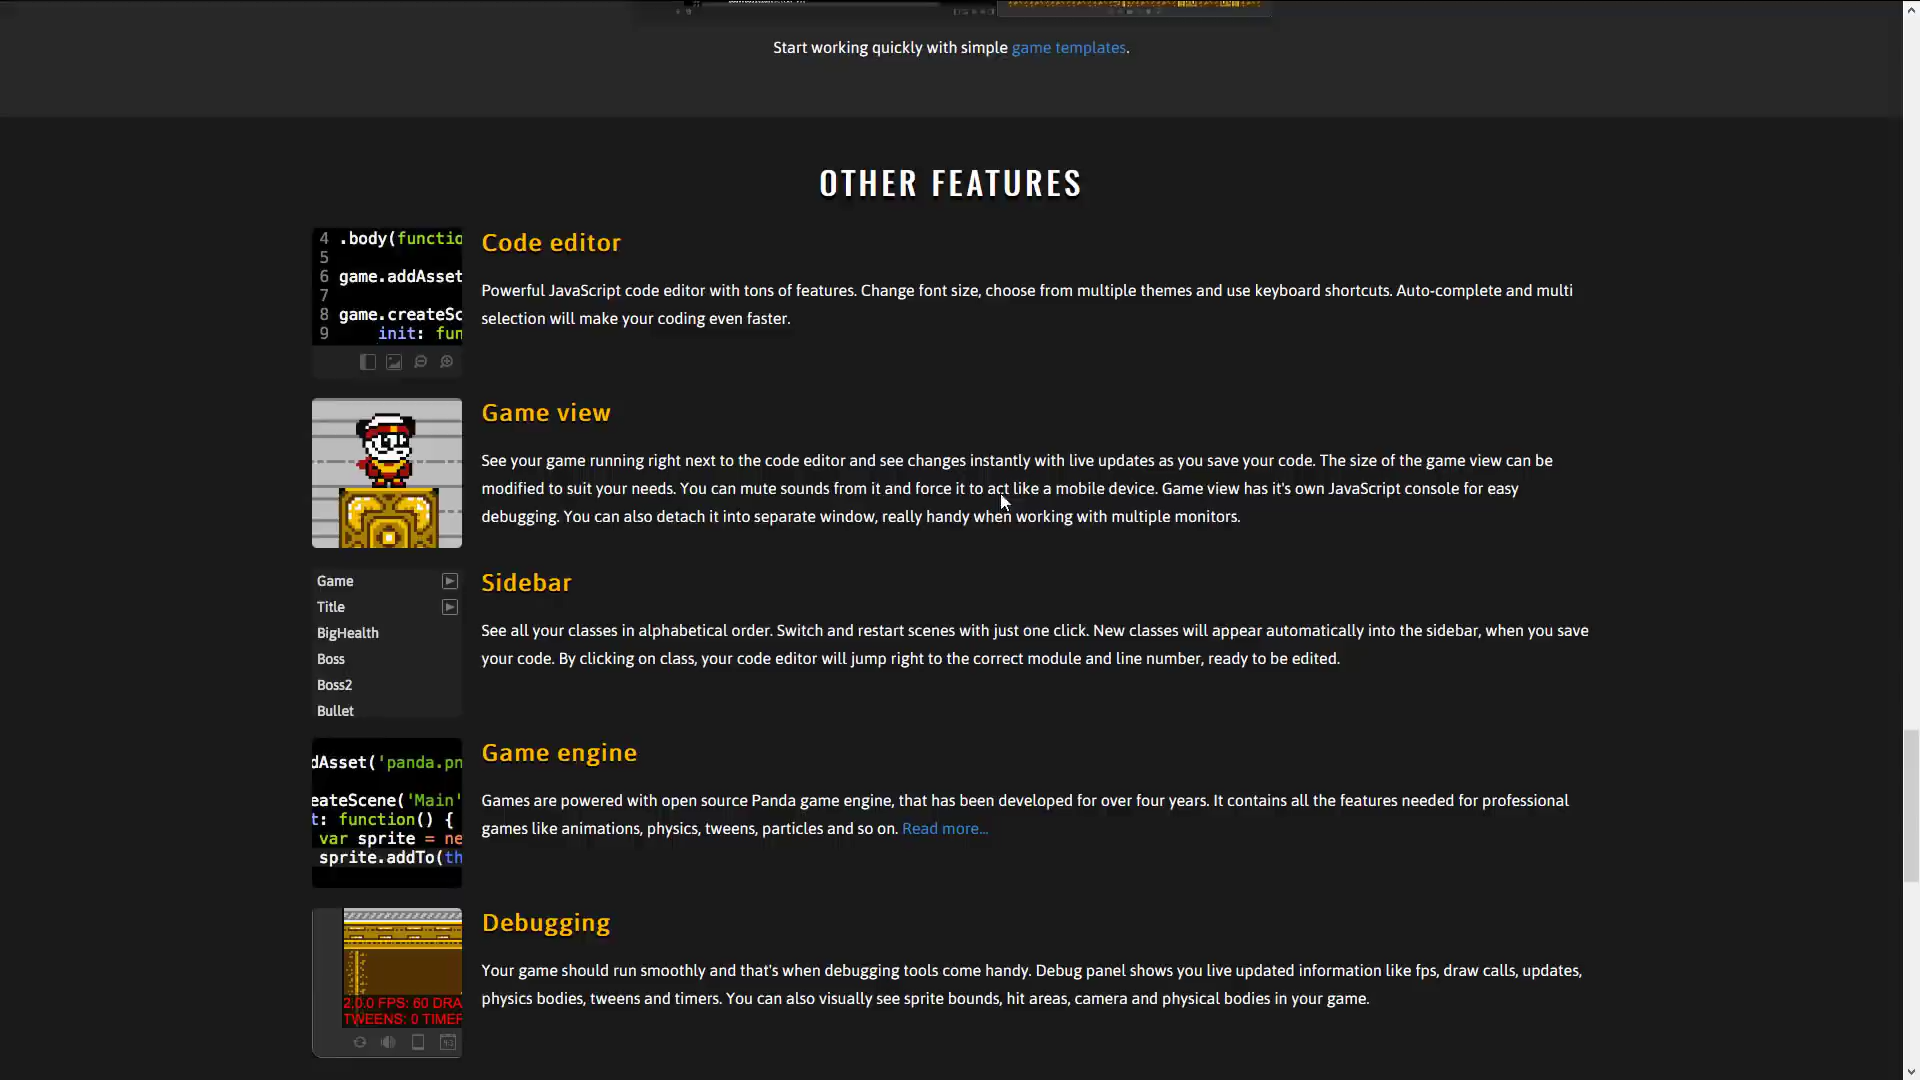 Start working quickly with simple game templates.
OTHER FEATURES
4 .body(functio
5
6 game.addAsset
7
8 game.createSc
9 init: fun
Code editor
Powerful JavaScript code editor with tons of features. Change font size, choose from multiple themes and use keyboard shortcuts. Auto-complete and multi
selection will make your coding even faster.
Game view
See your game running right next to the code editor and see changes instantly with live updates as you save your code. The size of the game view can be
modified to suit your needs. You can mute sounds from it and force it to act like a mobile device. Game view has it's own JavaScript console for easy
debugging. You can also detach it into separate window, really handy when working with multiple monitors.
Game
Title
BigHealth
Boss
Boss2
Bullet
Sidebar
See all your classes in alphabetical order. Switch and restart scenes with just one click. New classes will appear automatically into the sidebar, when you save
your code. By clicking on class, your code editor will jump right to the correct module and line number, ready to be edited.
dAsset('panda.pn
eateScene('Main'
t: function() {
var sprite = ne
sprite.addTo(th
Game engine
Games are powered with open source Panda game engine, that has been developed for over four years. It contains all the features needed for professional
games like animations, physics, tweens, particles and so on. Read more...
2.0.0 FPS: 60 DRA
TWEENS: 0 TIMER
Debugging
Your game should run smoothly and that's when debugging tools come handy. Debug panel shows you live updated information like fps, draw calls, updates,
physics bodies, tweens and timers. You can also visually see sprite bounds, hit areas, camera and physical bodies in your game.